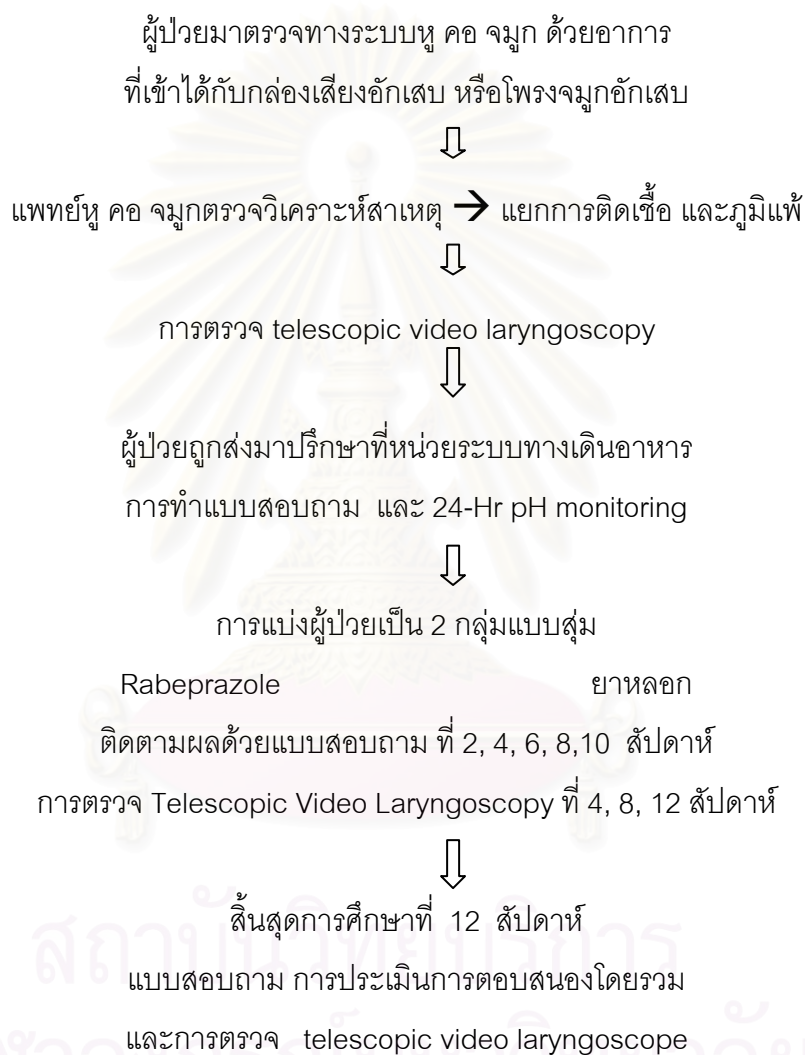 ผู้ป่วยมาตรวจทางระบบหู คอ จมูก ด้วยอาการ
ที่เข้าได้กับกล่องเสียงอักเสบ หรือโพรงจมูกอักเสบ
แพทย์หู คอ จมูกตรวจวิเคราะห์สาเหตุ → แยกการติดเชื้อ และภูมิแพ้
การตรวจ telescopic video laryngoscopy
ผู้ป่วยถูกส่งมาปรึกษาที่หน่วยระบบทางเดินอาหาร
การทำแบบสอบถาม และ 24-Hr pH monitoring
การแบ่งผู้ป่วยเป็น 2 กลุ่มแบบสุ่ม
Rabeprazole ยาหลอก
ติดตามผลด้วยแบบสอบถาม ที่ 2, 4, 6, 8,10 สัปดาห์
การตรวจ Telescopic Video Laryngoscopy ที่ 4, 8, 12 สัปดาห์
สิ้นสุดการศึกษาที่ 12 สัปดาห์
แบบสอบถาม การประเมินการตอบสนองโดยรวม
และการตรวจ telescopic video laryngoscope
สถาบันวิทยบริการ